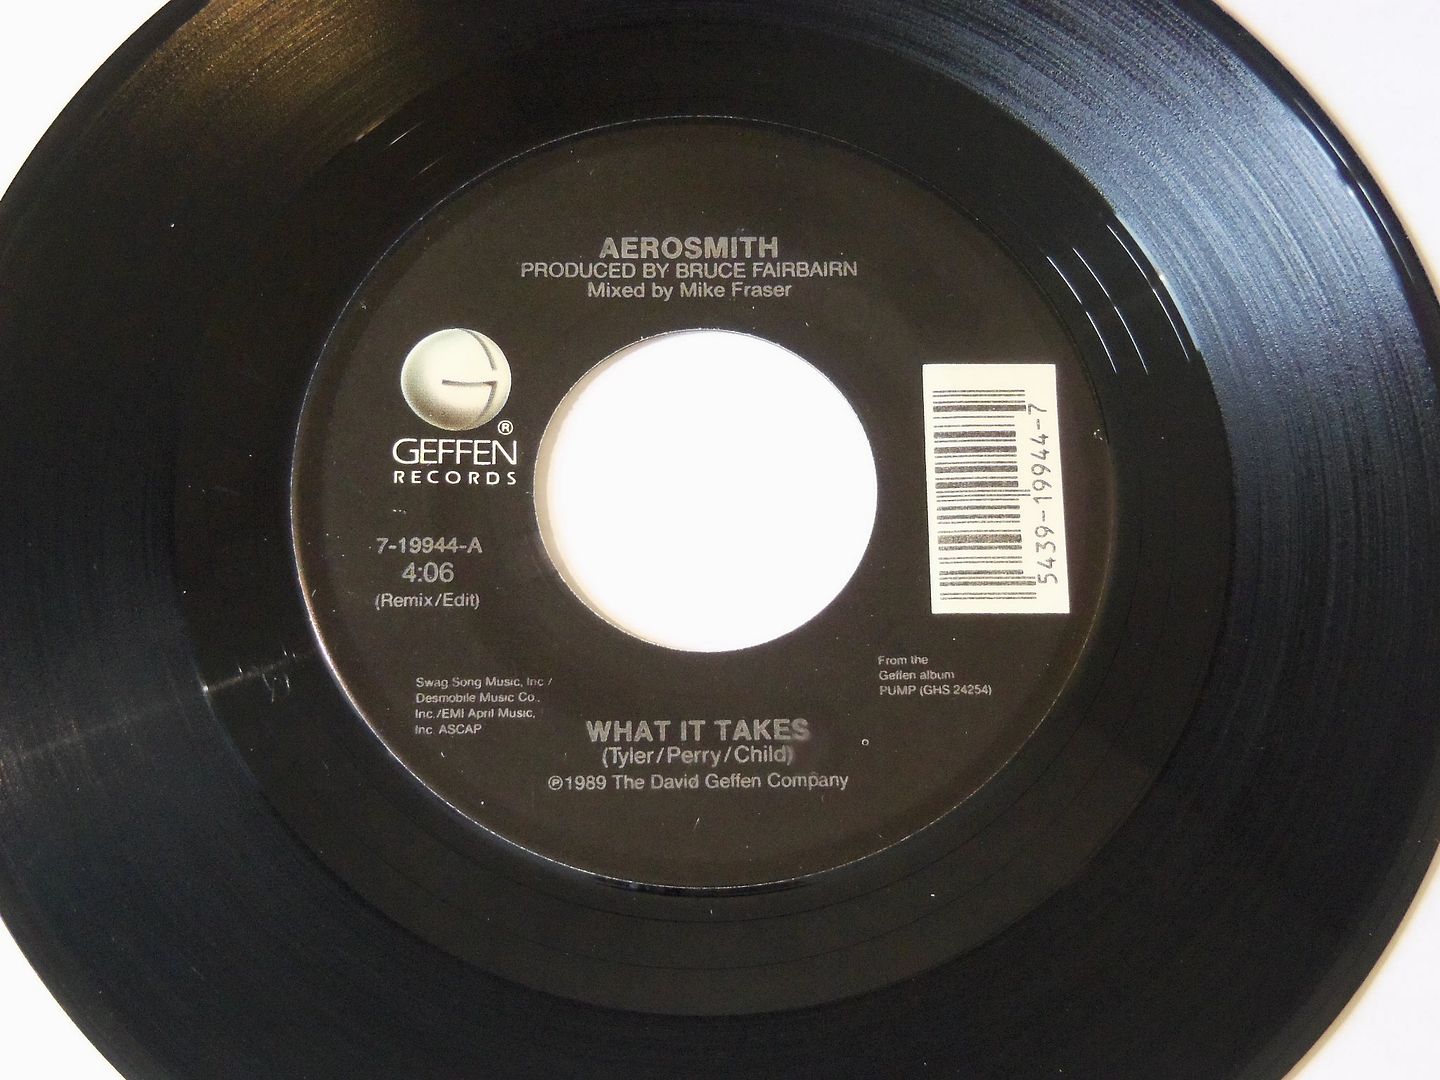 AEROSMITH
PRODUCED BY BRUCE FAIRBAIRN
Mixed by Mike Fraser
®
GEFFEN
RECORDS
7-19944-A
4:06
(Remix/Edit)
5439-19944-7
Swag Song Music, Inc./
Desmobile Music Co.,
Inc./EMI April Music,
Inc. ASCAP
From the
Geffen album
PUMP (GHS 24254)
WHAT IT TAKES
(Tyler/Perry/Child)
℗1989 The David Geffen Company